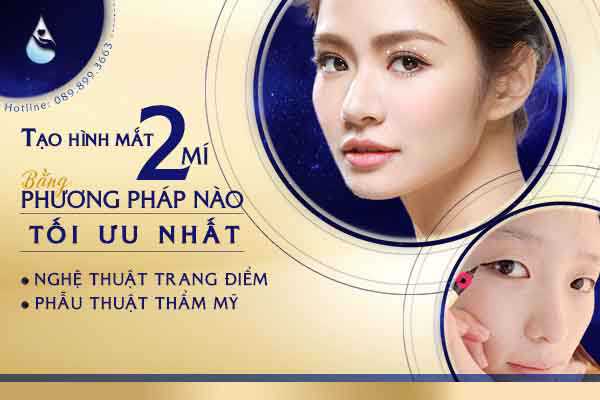 Hotline: 089.899.3663
TẠO HÌNH MẮT 2 MÍ
Bằng
PHƯƠNG PHÁP NÀO
TỐI ƯU NHẤT
• NGHỆ THUẬT TRANG ĐIỂM
• PHẪU THUẬT THẨM MỸ